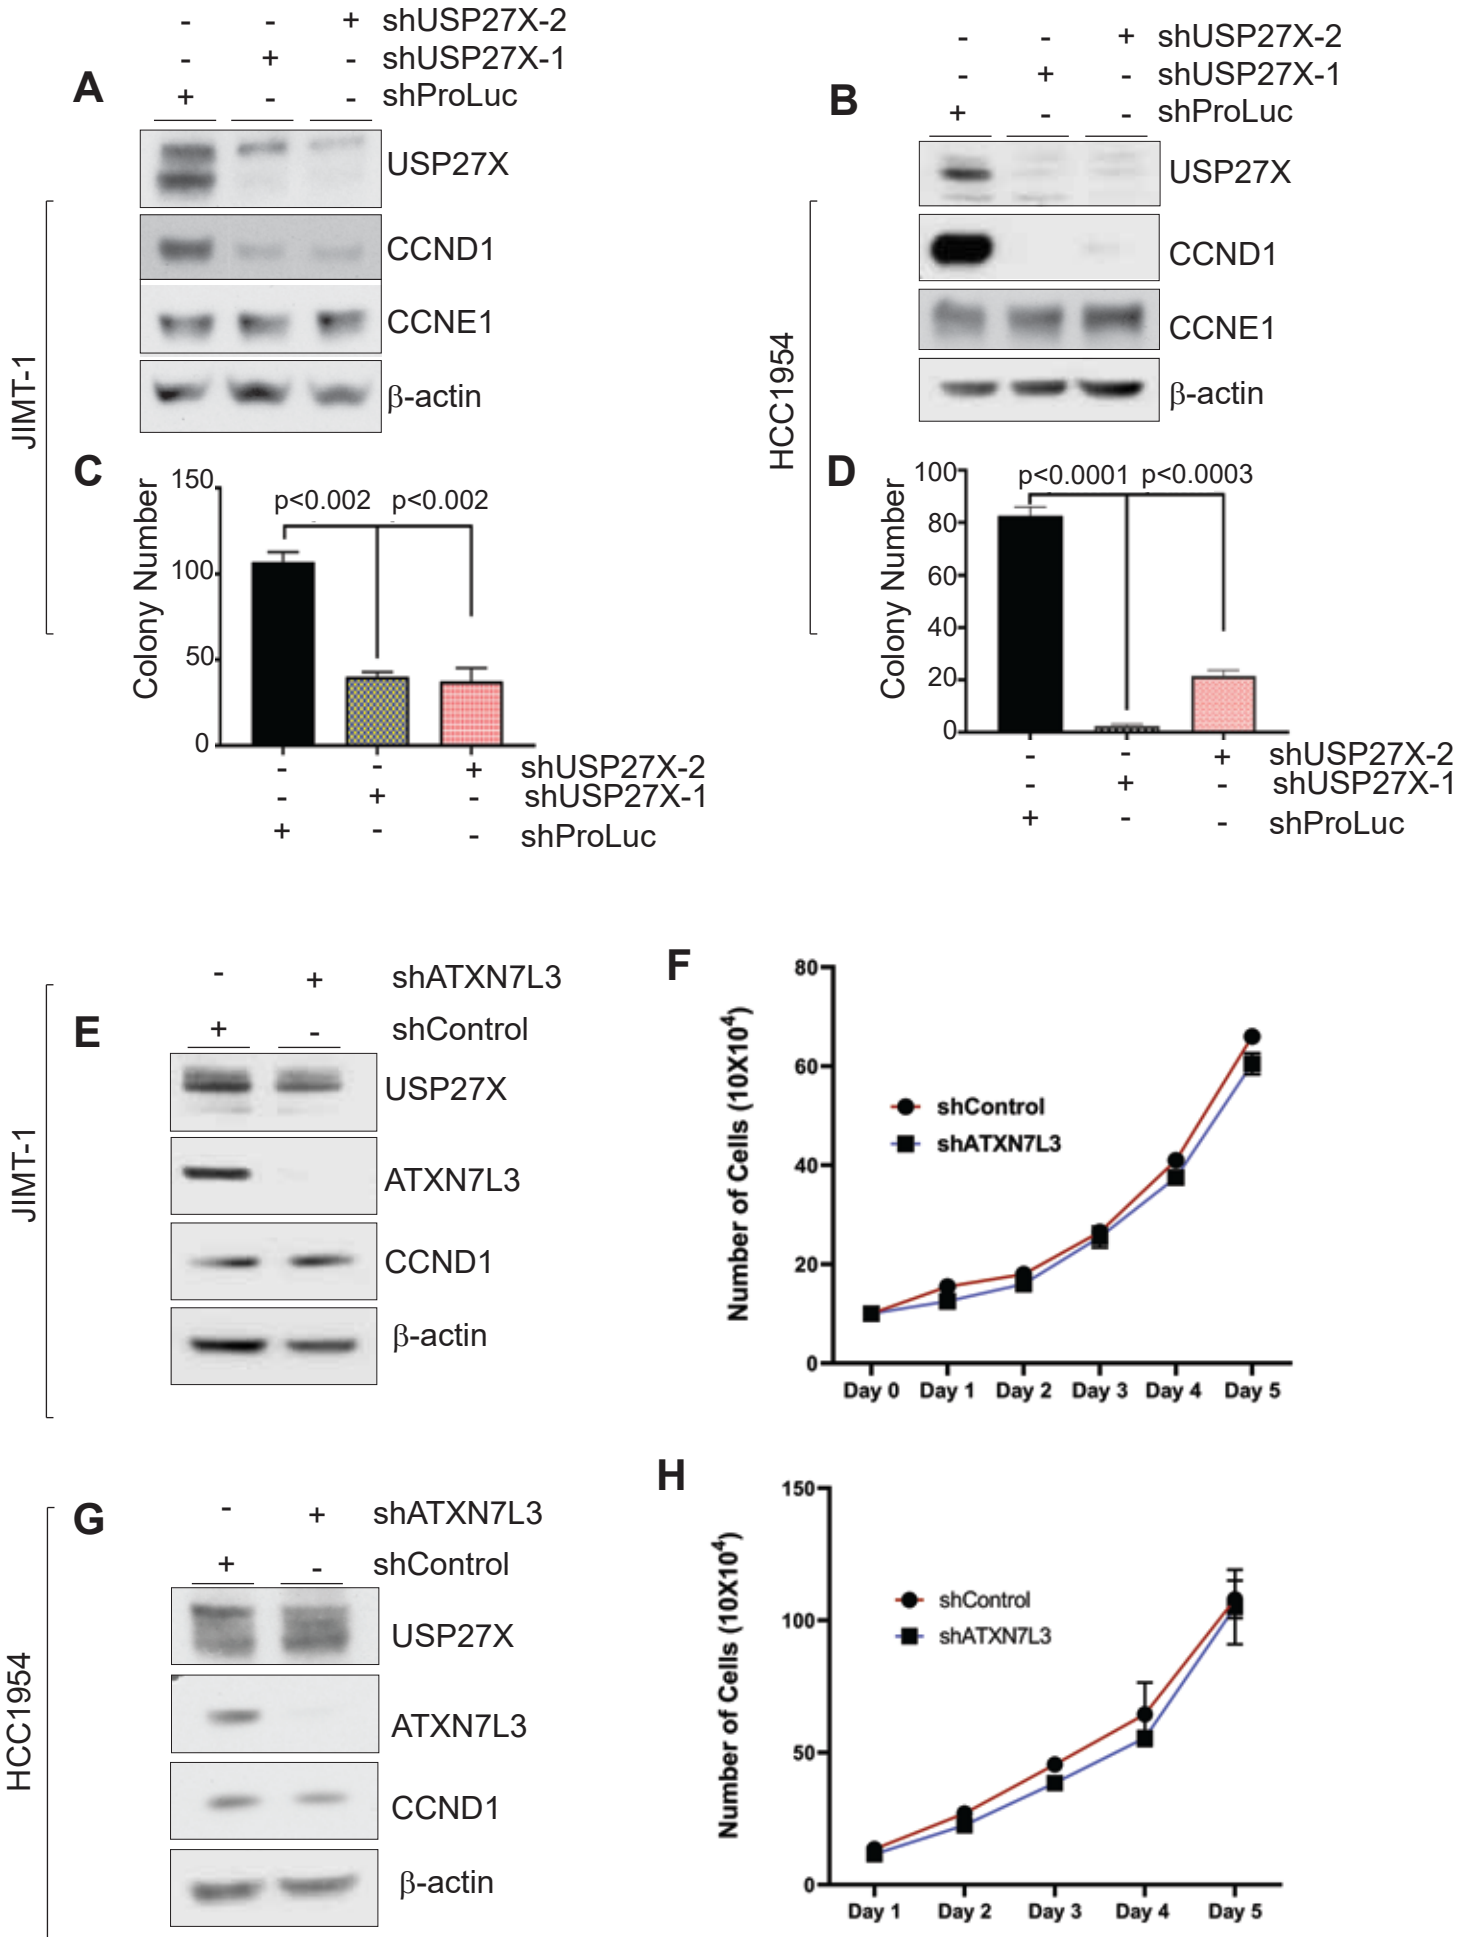 A
- - + shUSP27X-2
- + - shUSP27X-1
+ - - shProLuc
USP27X
CCND1
CCNE1
β-actin
JIMT-1
B
- - + shUSP27X-2
- + - shUSP27X-1
+ - - shProLuc
USP27X
CCND1
CCNE1
β-actin
HCC1954
C
Colony Number
150
100
50
0
p<0.002 p<0.002
- - + shUSP27X-2
- + - shUSP27X-1
+ - - shProLuc
D
Colony Number
100
80
60
40
20
0
p<0.0001 p<0.0003
- - + shUSP27X-2
- + - shUSP27X-1
+ - - shProLuc
E
- + shATXN7L3
+ - shControl
USP27X
ATXN7L3
CCND1
β-actin
JIMT-1
F
Number of Cells (10X10⁴)
80
60
40
20
0
shControl
shATXN7L3
Day 0 Day 1 Day 2 Day 3 Day 4 Day 5
G
- + shATXN7L3
+ - shControl
USP27X
ATXN7L3
CCND1
β-actin
HCC1954
H
Number of Cells (10X10⁴)
150
100
50
0
shControl
shATXN7L3
Day 1 Day 2 Day 3 Day 4 Day 5